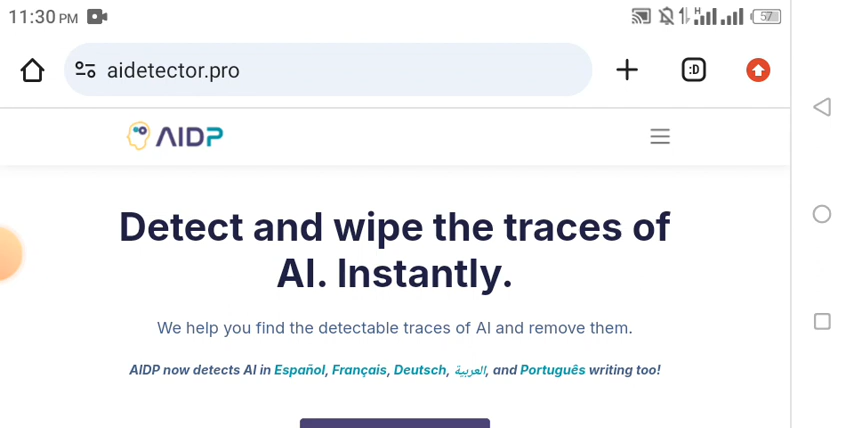 11:30 PM H 57
aidetector.pro :D
AIDP
Detect and wipe the traces of
AI. Instantly.
We help you find the detectable traces of AI and remove them.
AIDP now detects AI in Español, Français, Deutsch, العربية, and Português writing too!